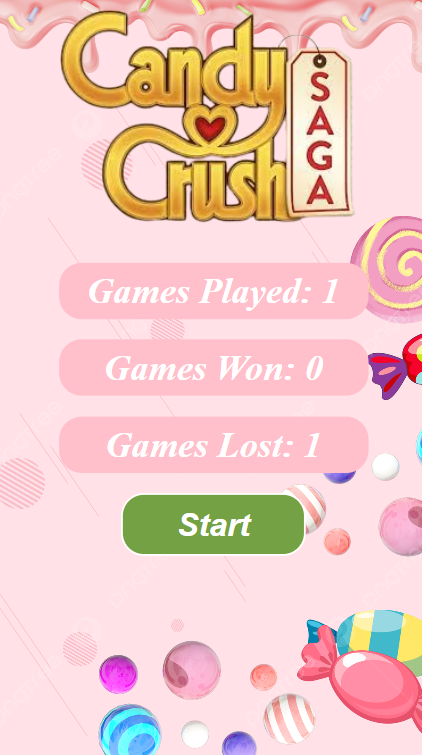 Candy
Crush
SAGA
Games Played: 1
Games Won: 0
Games Lost: 1
Start